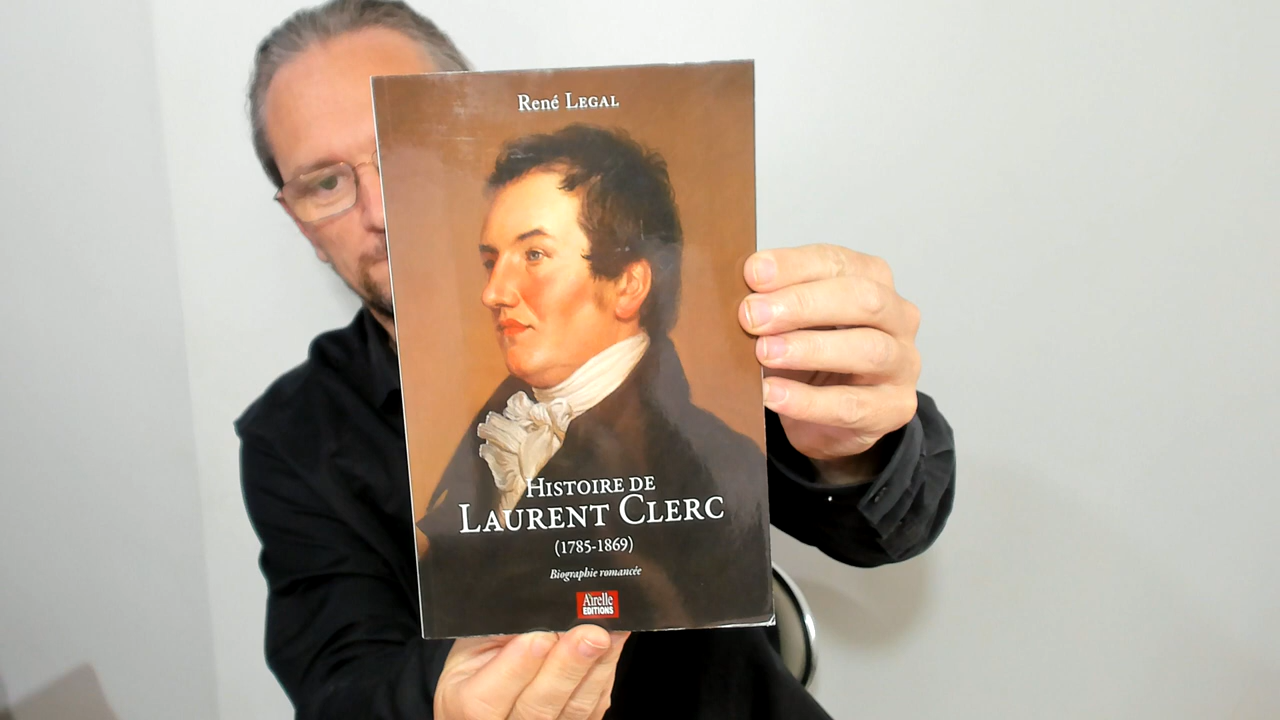 René LEGAL
HISTOIRE DE
LAURENT CLERC
(1785-1869)
Biographie romancée
Airelle
EDITIONS